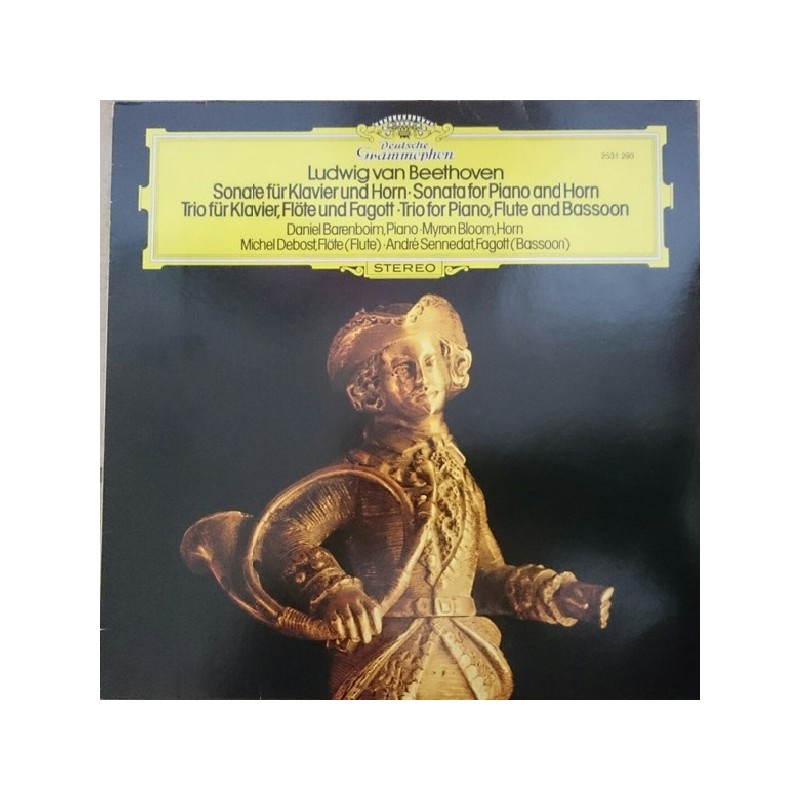 Deutsche
Grammophon
2531 293
Ludwig van Beethoven
Sonate für Klavier und Horn · Sonata for Piano and Horn
Trio für Klavier, Flöte und Fagott · Trio for Piano, Flute and Bassoon
Daniel Barenboim, Piano · Myron Bloom, Horn
Michel Debost, Flöte (Flute) · André Sennedat, Fagott (Bassoon)
STEREO